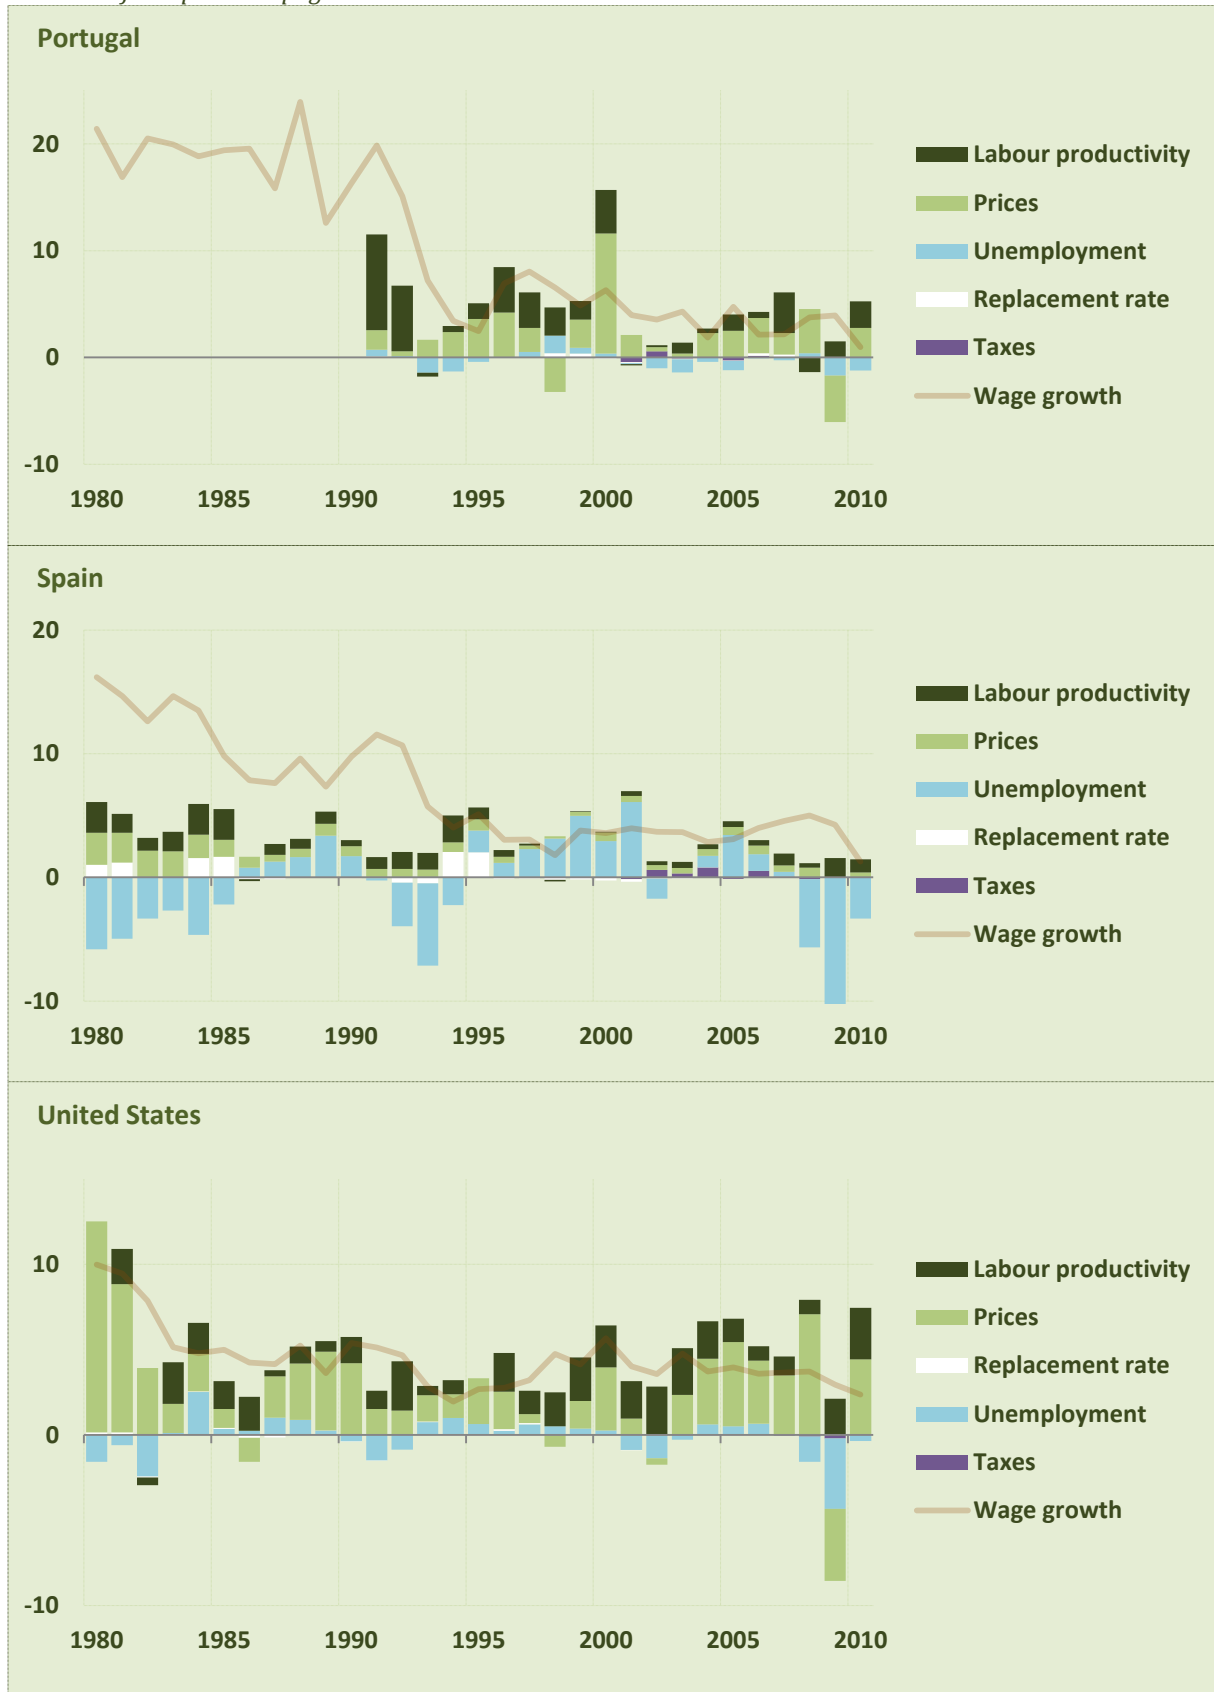 Portugal
20
10
0
-10
1980 1985 1990 1995 2000 2005 2010
Labour productivity
Prices
Unemployment
Replacement rate
Taxes
Wage growth
Spain
20
10
0
-10
1980 1985 1990 1995 2000 2005 2010
Labour productivity
Prices
Unemployment
Replacement rate
Taxes
Wage growth
United States
10
0
-10
1980 1985 1990 1995 2000 2005 2010
Labour productivity
Prices
Replacement rate
Unemployment
Taxes
Wage growth